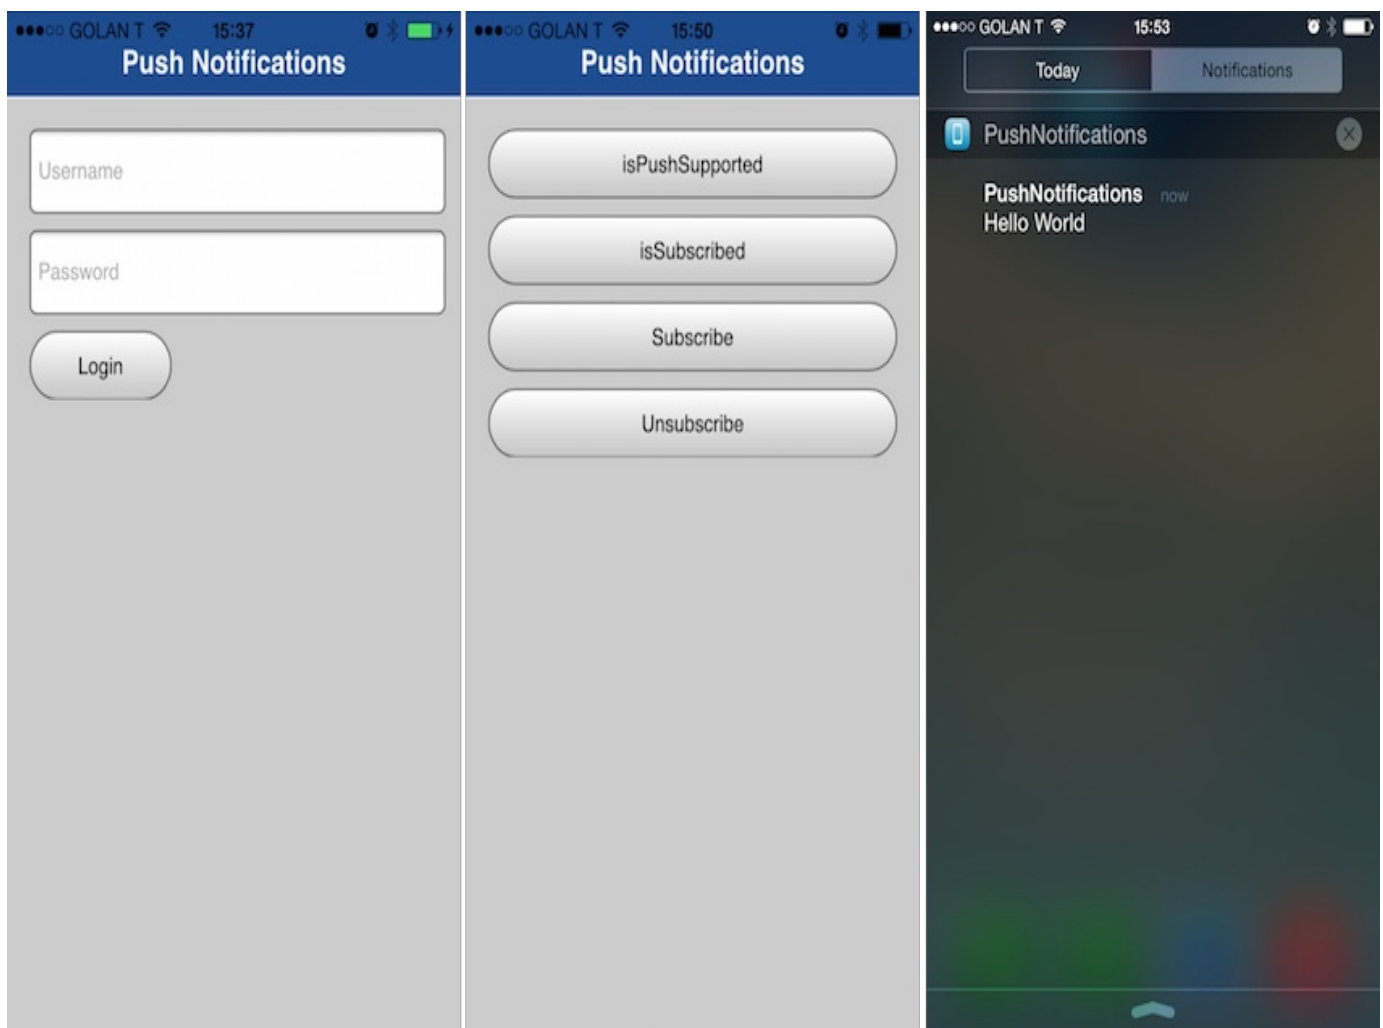 GOLAN T 15:37
Push Notifications
Username
Password
Login
GOLAN T 15:50
Push Notifications
isPushSupported
isSubscribed
Subscribe
Unsubscribe
GOLAN T 15:53
Today Notifications
PushNotifications
PushNotifications now
Hello World